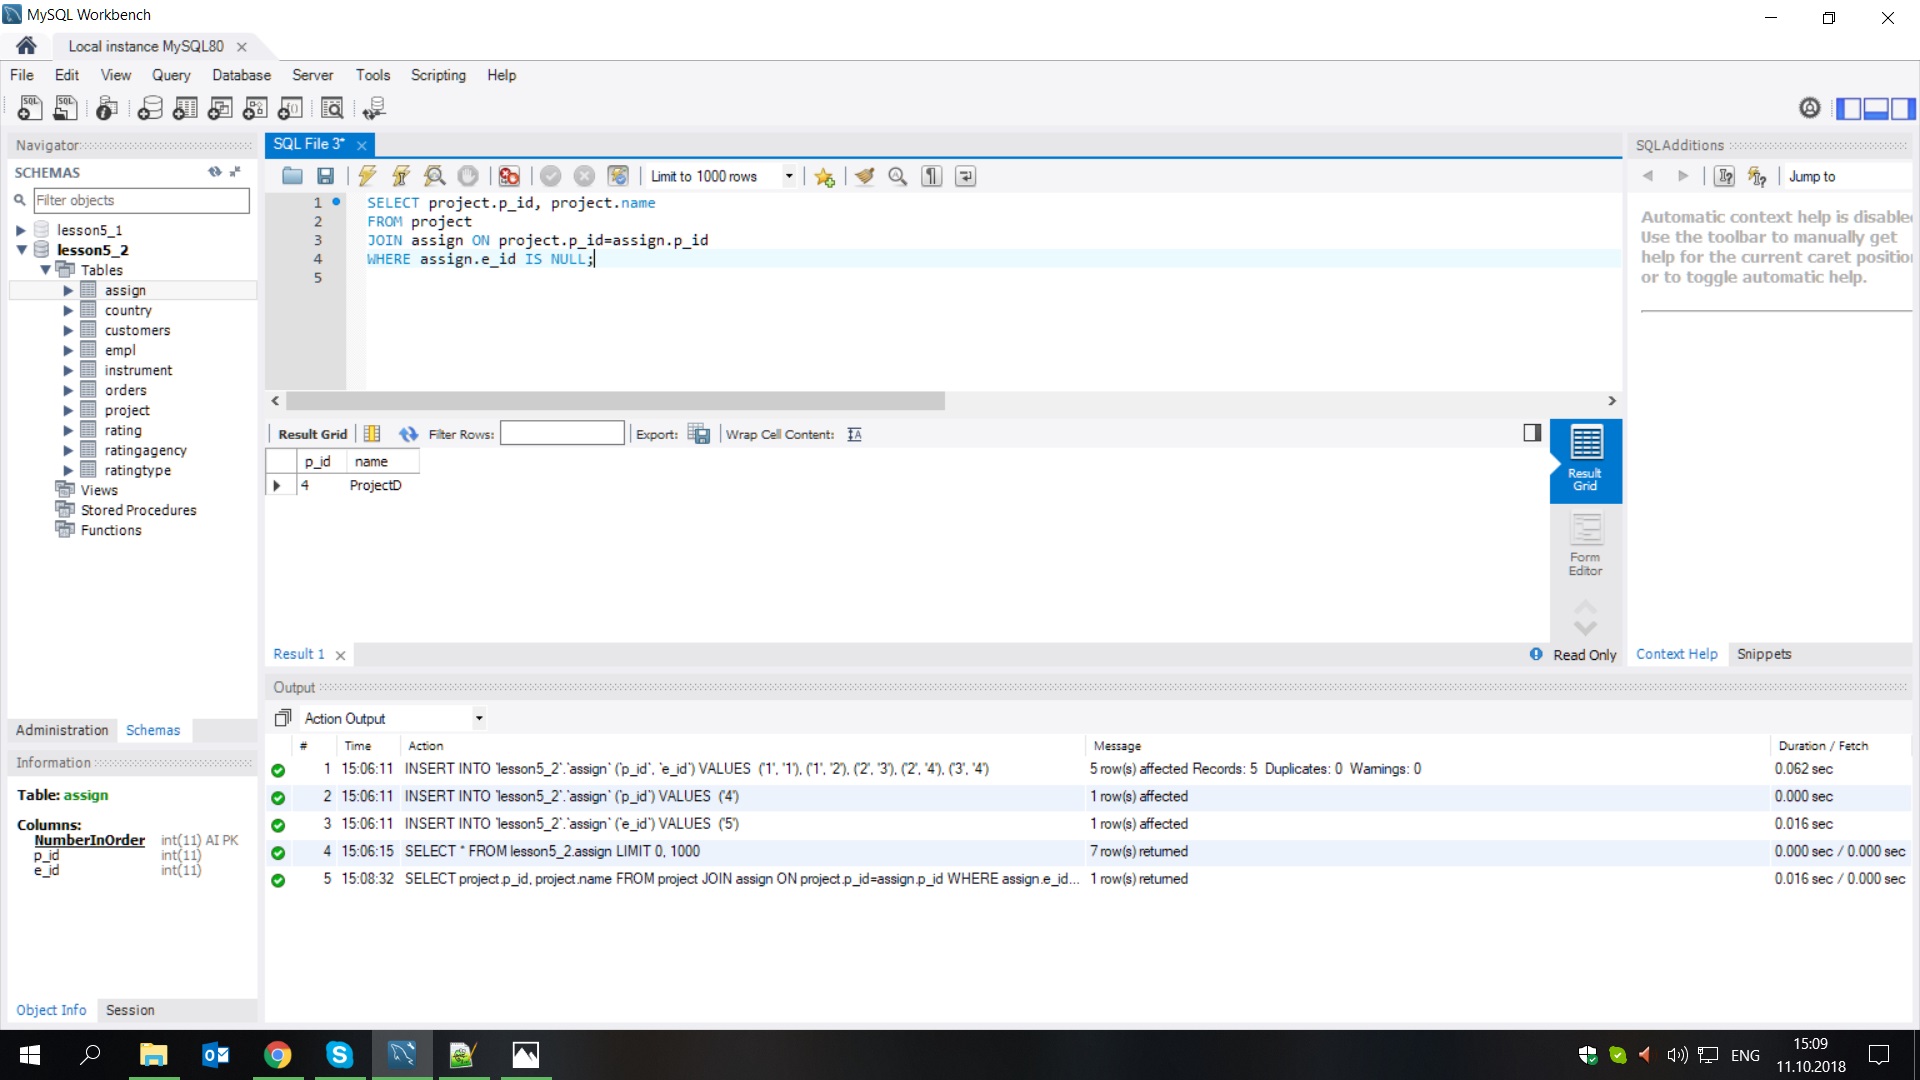 MySQL Workbench
Local instance MySQL80
File Edit View Query Database Server Tools Scripting Help
Navigator
SCHEMAS
Filter objects
lesson5_1
lesson5_2
Tables
assign
country
customers
empl
instrument
orders
project
rating
ratingagency
ratingtype
Views
Stored Procedures
Functions
Administration Schemas
Information
Table: assign
Columns:
NumberInOrder int(11) AI PK
p_id int(11)
e_id int(11)
Object Info Session
SQL File 3*
Limit to 1000 rows
1 SELECT project.p_id, project.name
2 FROM project
3 JOIN assign ON project.p_id=assign.p_id
4 WHERE assign.e_id IS NULL;
5
Result Grid Filter Rows: Export: Wrap Cell Content:
p_id name
4 ProjectD
Result Grid
Form Editor
Result 1
Read Only
SQLAdditions
Jump to
Automatic context help is disable
Use the toolbar to manually get
help for the current caret positio
or to toggle automatic help.
Context Help Snippets
Output
Action Output
# Time Action Message Duration / Fetch
1 15:06:11 INSERT INTO `lesson5_2`.`assign` (`p_id`, `e_id`) VALUES ('1', '1'), ('1', '2'), ('2', '3'), ('2', '4'), ('3', '4') 5 row(s) affected Records: 5 Duplicates: 0 Warnings: 0 0.062 sec
2 15:06:11 INSERT INTO `lesson5_2`.`assign` (`p_id`) VALUES ('4') 1 row(s) affected 0.000 sec
3 15:06:11 INSERT INTO `lesson5_2`.`assign` (`e_id`) VALUES ('5') 1 row(s) affected 0.016 sec
4 15:06:15 SELECT * FROM lesson5_2.assign LIMIT 0, 1000 7 row(s) returned 0.000 sec / 0.000 sec
5 15:08:32 SELECT project.p_id, project.name FROM project JOIN assign ON project.p_id=assign.p_id WHERE assign.e_id... 1 row(s) returned 0.016 sec / 0.000 sec
ENG
15:09
11.10.2018